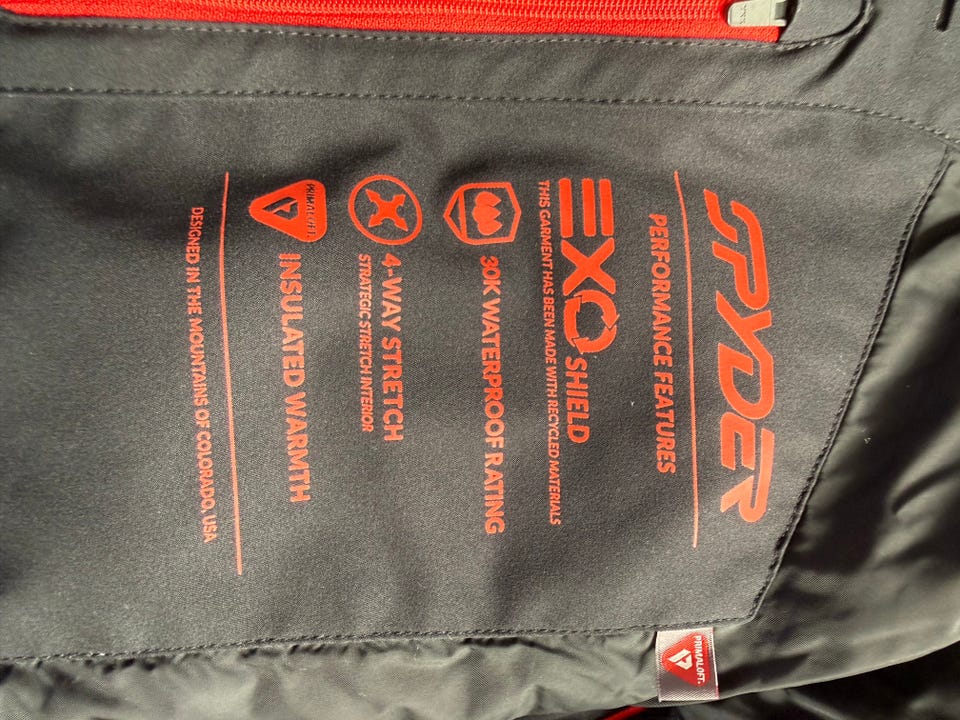 SPYDER
PERFORMANCE FEATURES
EXO SHIELD
THIS GARMENT HAS BEEN MADE WITH RECYCLED MATERIALS
30K WATERPROOF RATING
4-WAY STRETCH
STRATEGIC STRETCH INTERIOR
PRIMALOFT
INSULATED WARMTH
DESIGNED IN THE MOUNTAINS OF COLORADO, USA
PRIMALOFT
YKK